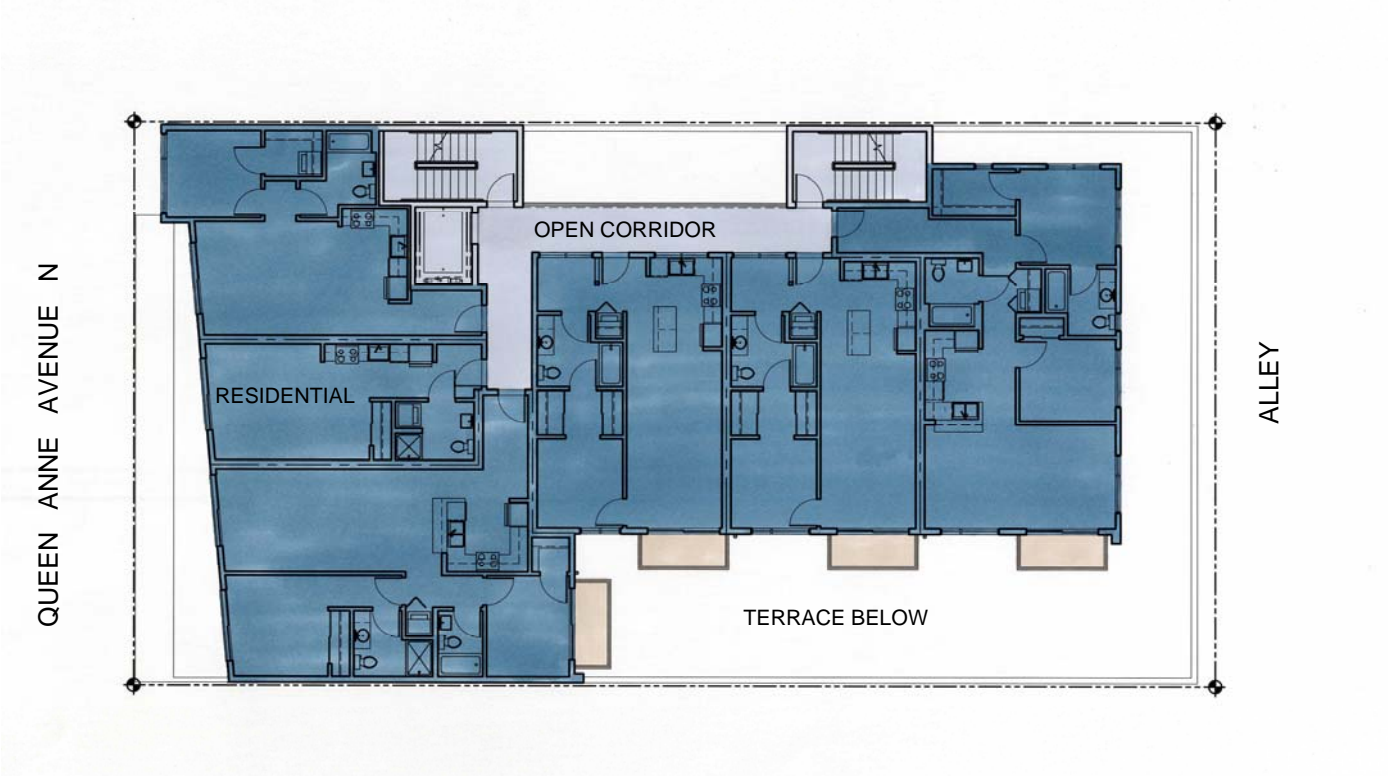 OPEN CORRIDOR
QUEEN ANNE AVENUE N
RESIDENTIAL
ALLEY
TERRACE BELOW